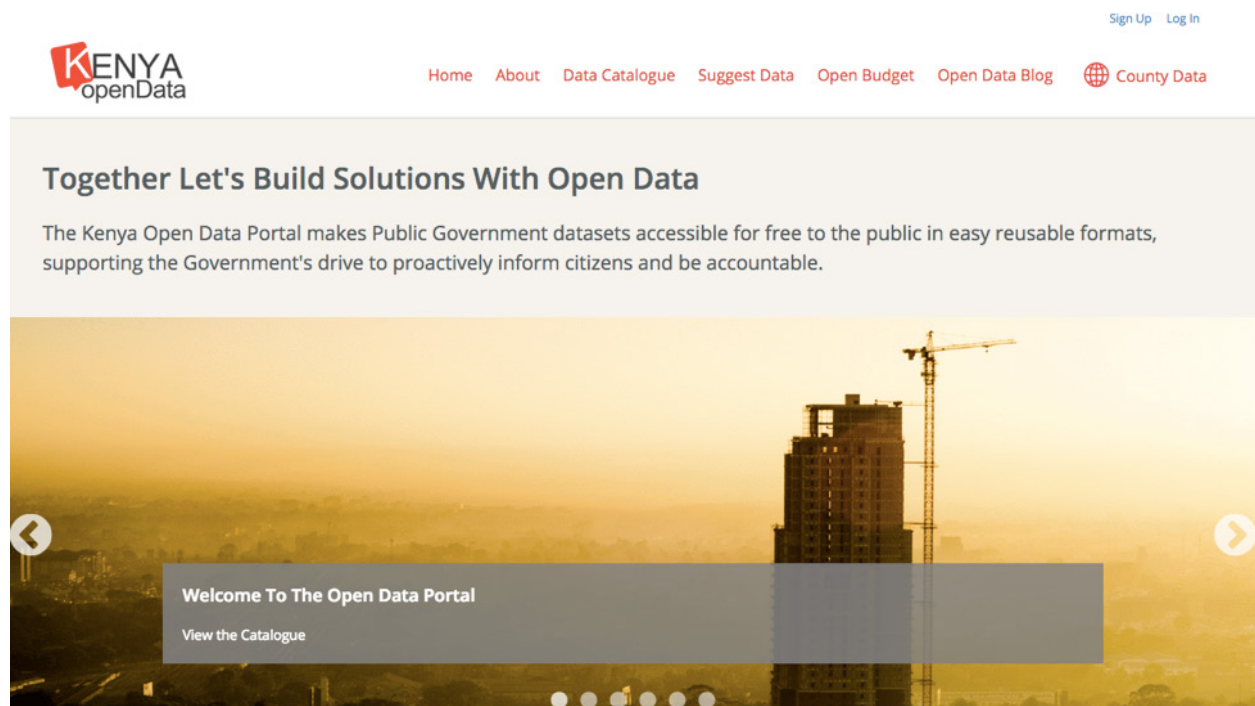 Sign Up Log In
KENYA
openData
Home About Data Catalogue Suggest Data Open Budget Open Data Blog County Data
Together Let's Build Solutions With Open Data
The Kenya Open Data Portal makes Public Government datasets accessible for free to the public in easy reusable formats,
supporting the Government's drive to proactively inform citizens and be accountable.
Welcome To The Open Data Portal
View the Catalogue